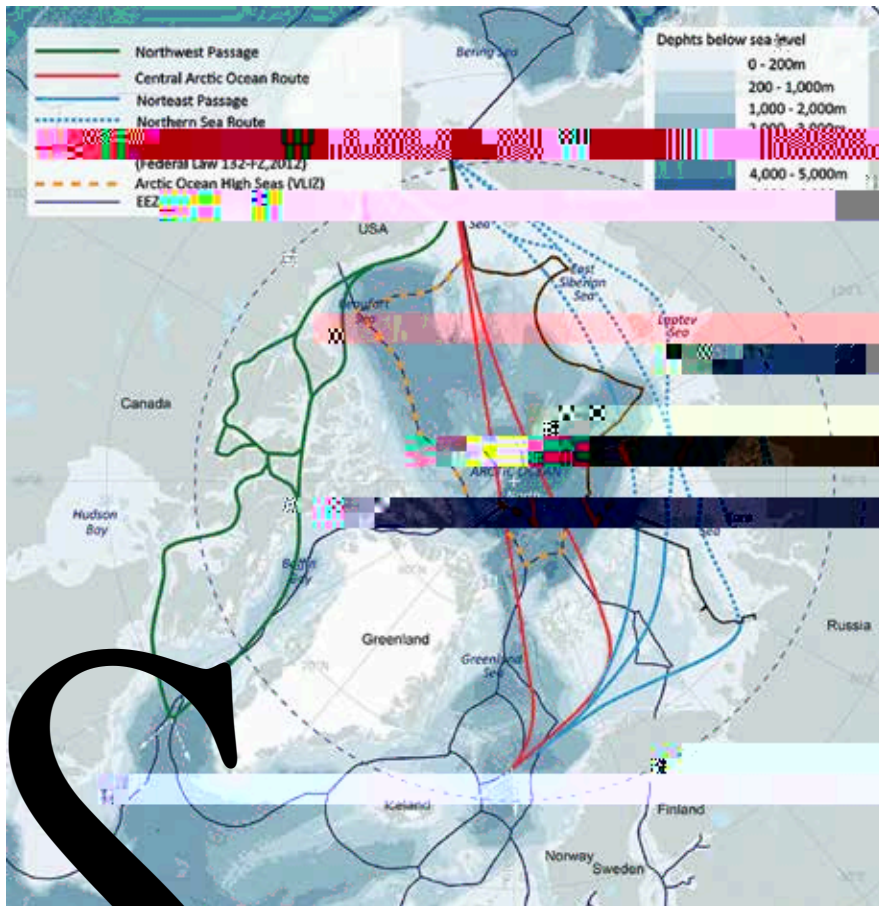 Northwest Passage
Central Arctic Ocean Route
Norteast Passage
Northern Sea Route
(Federal Law 132-FZ,2012)
Arctic Ocean High Seas (VLIZ)
EEZ
Dephts below sea level
0 - 200m
200 - 1,000m
1,000 - 2,000m
4,000 - 5,000m
Bering Sea
USA
Sea
East
Siberian
Sea
Beaufort
Sea
Laptev
Sea
Canada
ARCTIC OCEAN
Hudson
Bay
Kara
Sea
Baffin
Bay
Greenland
Greenland
Sea
Russia
Iceland
Finland
Norway
Sweden
S